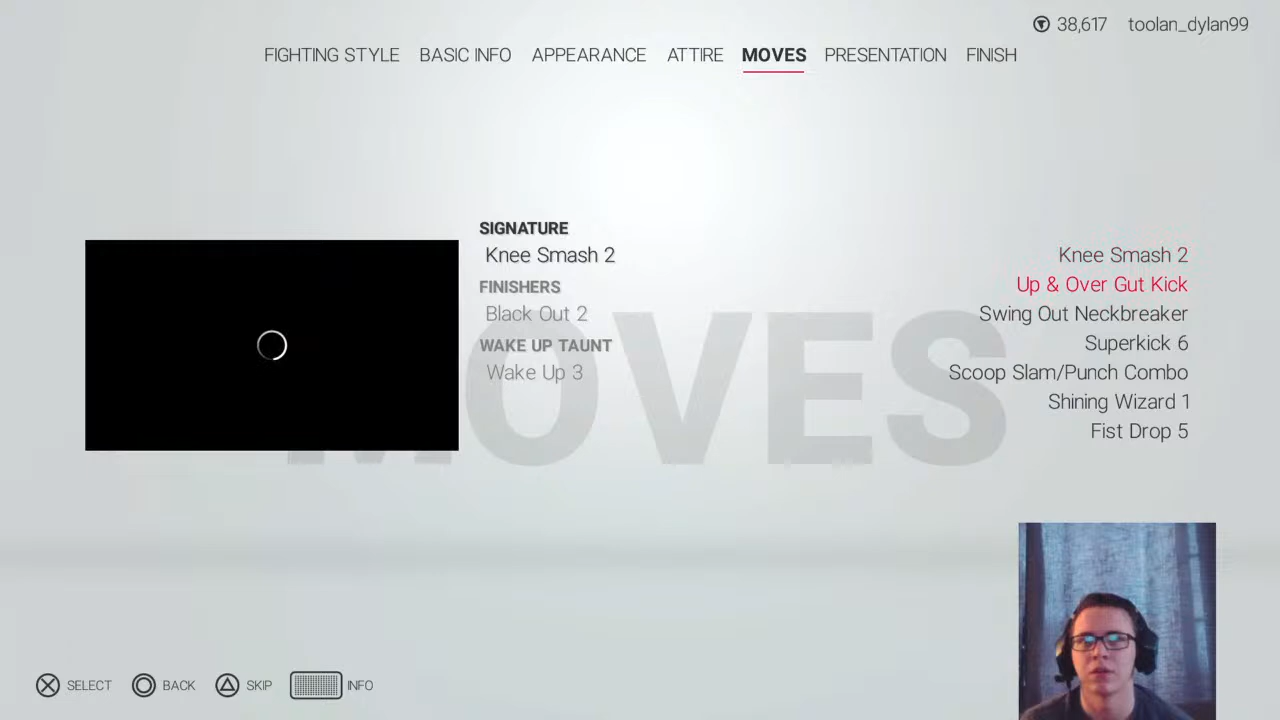 38,617 toolan_dylan99
FIGHTING STYLE BASIC INFO APPEARANCE ATTIRE MOVES PRESENTATION FINISH
MOVES
SIGNATURE
Knee Smash 2
FINISHERS
Black Out 2
WAKE UP TAUNT
Wake Up 3
Knee Smash 2
Up & Over Gut Kick
Swing Out Neckbreaker
Superkick 6
Scoop Slam/Punch Combo
Shining Wizard 1
Fist Drop 5
SELECT BACK SKIP INFO